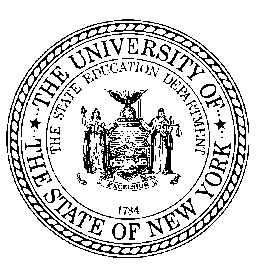 THE UNIVERSITY OF
THE STATE OF NEW YORK
THE STATE EDUCATION DEPARTMENT
EXCELSIOR
1784